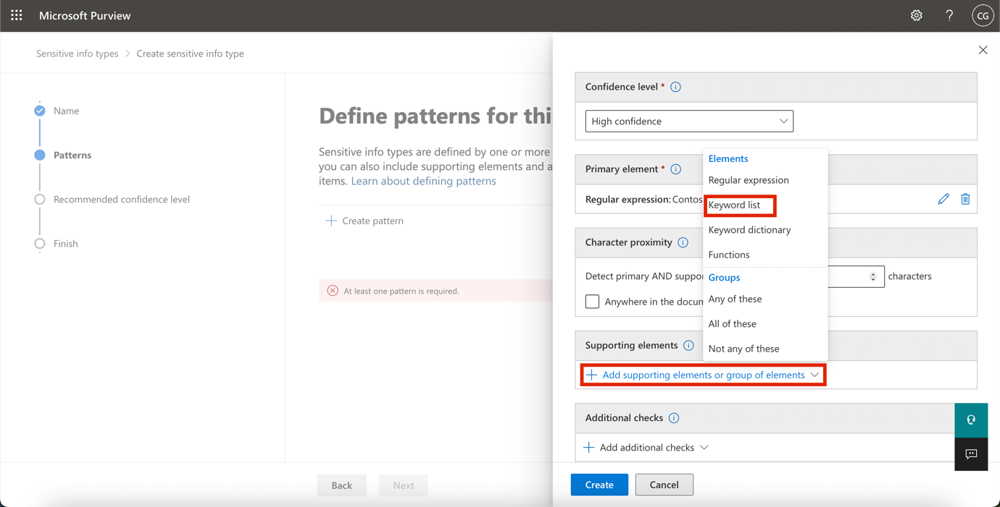 Microsoft Purview
?
CG
Sensitive info types > Create sensitive info type
Name
Patterns
Recommended confidence level
Finish
Define patterns for thi
Sensitive info types are defined by one or more
you can also include supporting elements and a
items. Learn about defining patterns
+ Create pattern
At least one pattern is required.
Back
Next
Confidence level *
High confidence
Primary element *
Regular expression: Contos
Character proximity
Detect primary AND suppo
characters
Anywhere in the docum
Supporting elements
Elements
Regular expression
Keyword list
Keyword dictionary
Functions
Groups
Any of these
All of these
Not any of these
+ Add supporting elements or group of elements
Additional checks
+ Add additional checks
Create
Cancel